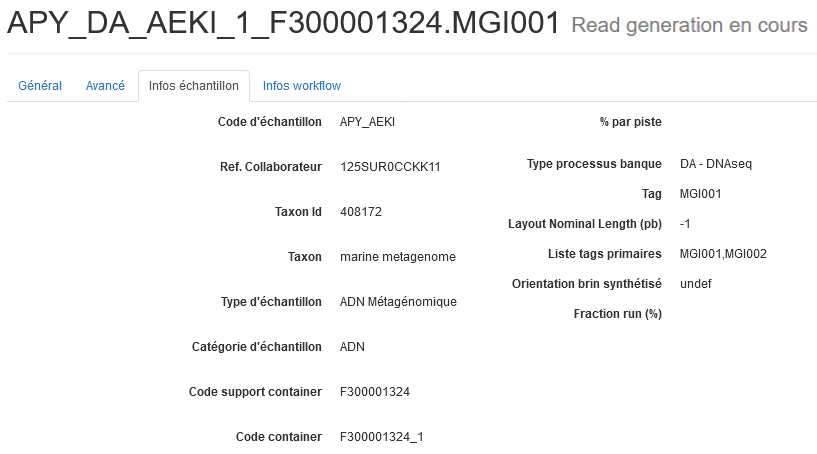 APY_DA_AEKI_1_F300001324.MGI001 Read generation en cours
Général Avancé Infos échantillon Infos workflow
Code d'échantillon APY_AEKI
Ref. Collaborateur 125SUR0CCKK11
Taxon Id 408172
Taxon marine metagenome
Type d'échantillon ADN Métagénomique
Catégorie d'échantillon ADN
Code support container F300001324
Code container F300001324_1
% par piste
Type processus banque DA - DNAseq
Tag MGI001
Layout Nominal Length (pb) -1
Liste tags primaires MGI001,MGI002
Orientation brin synthétisé undef
Fraction run (%)